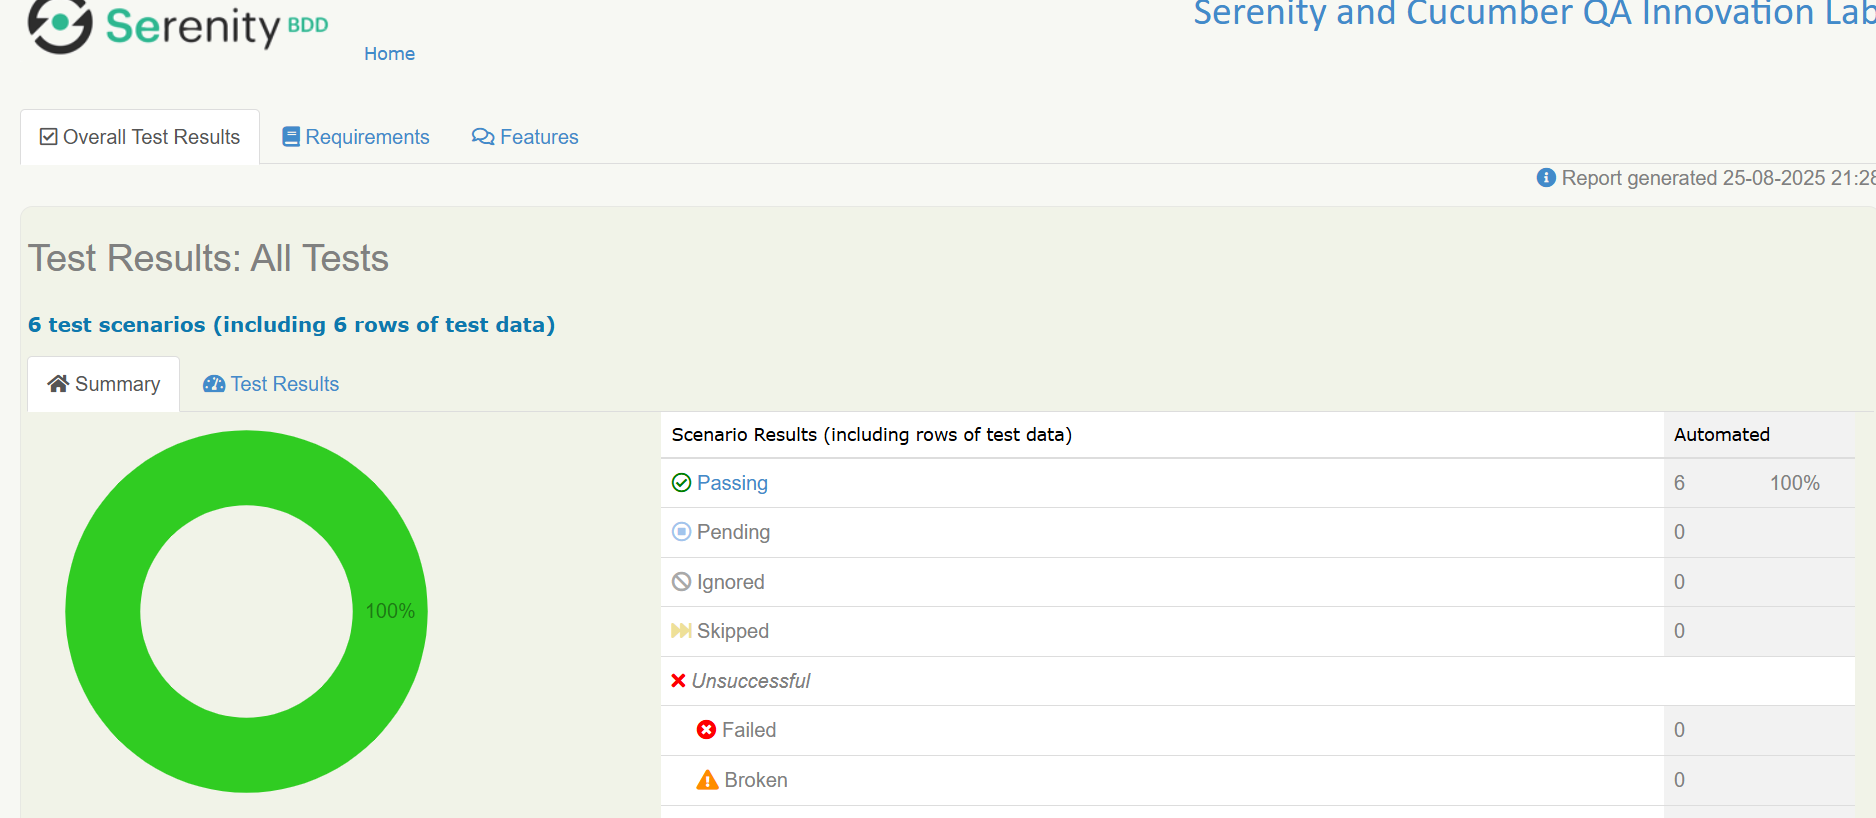 Serenity BDD
Serenity and Cucumber QA Innovation Lab
Home
Overall Test Results
Requirements
Features
Report generated 25-08-2025 21:28
Test Results: All Tests
6 test scenarios (including 6 rows of test data)
Summary
Test Results
Scenario Results (including rows of test data) Automated
Passing 6 100%
Pending 0
Ignored 0
Skipped 0
Unsuccessful
Failed 0
Broken 0
100%